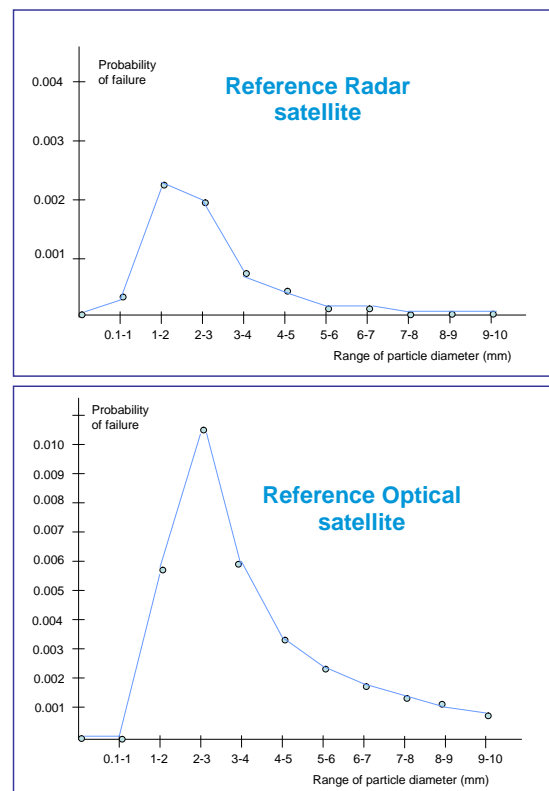 Probability
of failure
Reference Radar
satellite
0.004
0.003
0.002
0.001
0.1-1 1-2 2-3 3-4 4-5 5-6 6-7 7-8 8-9 9-10
Range of particle diameter (mm)
Probability
of failure
Reference Optical
satellite
0.010
0.009
0.008
0.007
0.006
0.005
0.004
0.003
0.002
0.001
0.1-1 1-2 2-3 3-4 4-5 5-6 6-7 7-8 8-9 9-10
Range of particle diameter (mm)